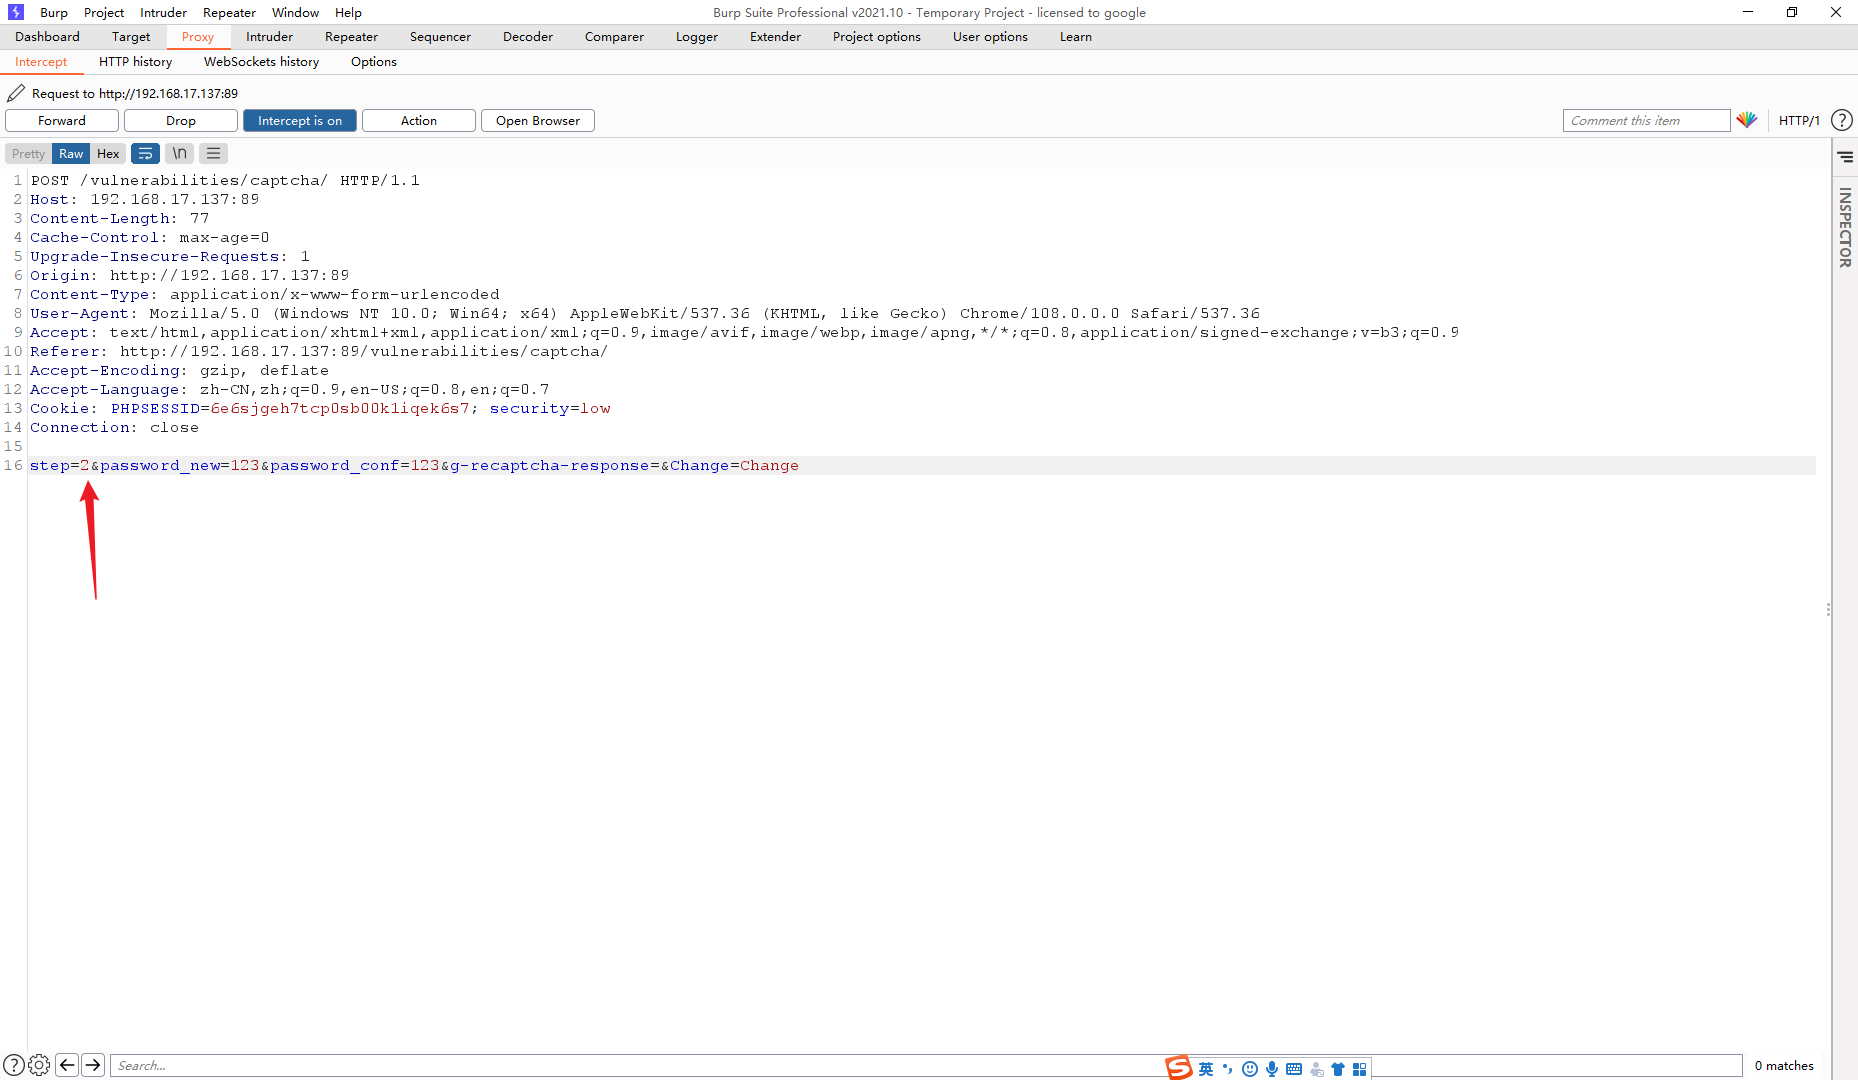 Burp Project Intruder Repeater Window Help Burp Suite Professional v2021.10 - Temporary Project - licensed to google
Dashboard Target Proxy Intruder Repeater Sequencer Decoder Comparer Logger Extender Project options User options Learn
Intercept HTTP history WebSockets history Options
Request to http://192.168.17.137:89
Forward Drop Intercept is on Action Open Browser Comment this item HTTP/1 ?
Pretty Raw Hex \n
INSPECTOR
1 POST /vulnerabilities/captcha/ HTTP/1.1
2 Host: 192.168.17.137:89
3 Content-Length: 77
4 Cache-Control: max-age=0
5 Upgrade-Insecure-Requests: 1
6 Origin: http://192.168.17.137:89
7 Content-Type: application/x-www-form-urlencoded
8 User-Agent: Mozilla/5.0 (Windows NT 10.0; Win64; x64) AppleWebKit/537.36 (KHTML, like Gecko) Chrome/108.0.0.0 Safari/537.36
9 Accept: text/html,application/xhtml+xml,application/xml;q=0.9,image/avif,image/webp,image/apng,*/*;q=0.8,application/signed-exchange;v=b3;q=0.9
10 Referer: http://192.168.17.137:89/vulnerabilities/captcha/
11 Accept-Encoding: gzip, deflate
12 Accept-Language: zh-CN,zh;q=0.9,en-US;q=0.8,en;q=0.7
13 Cookie: PHPSESSID=6e6sjgeh7tcp0sb00k1iqek6s7; security=low
14 Connection: close
15
16 step=2&password_new=123&password_conf=123&g-recaptcha-response=&Change=Change
? Search... S 英 0 matches